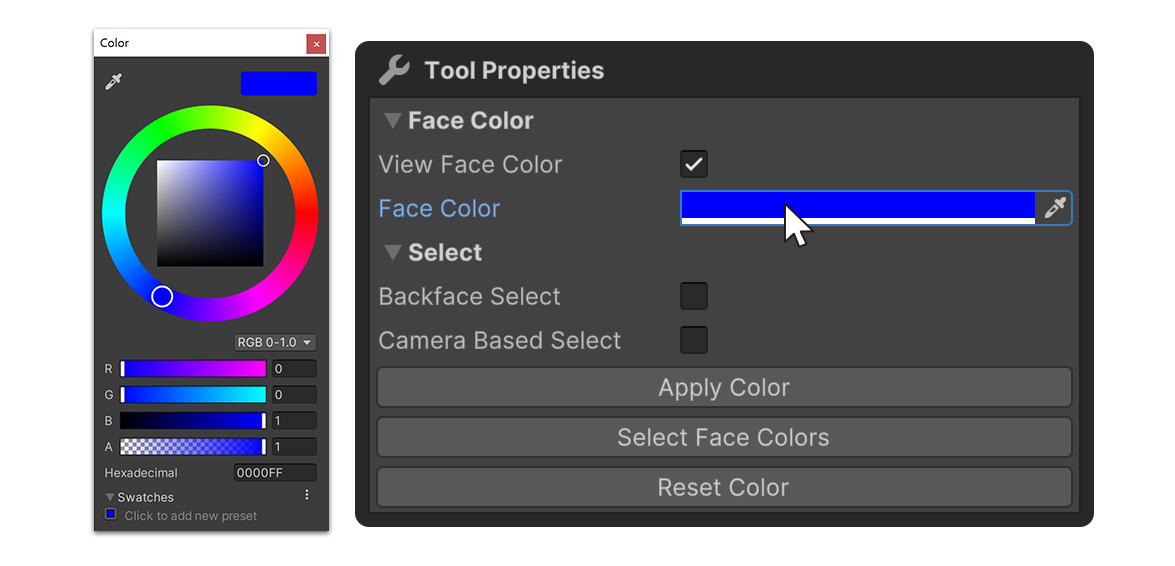 Color
RGB 0-1.0
R 0
G 0
B 1
A 1
Hexadecimal 0000FF
Swatches
Click to add new preset
Tool Properties
Face Color
View Face Color
Face Color
Select
Backface Select
Camera Based Select
Apply Color
Select Face Colors
Reset Color